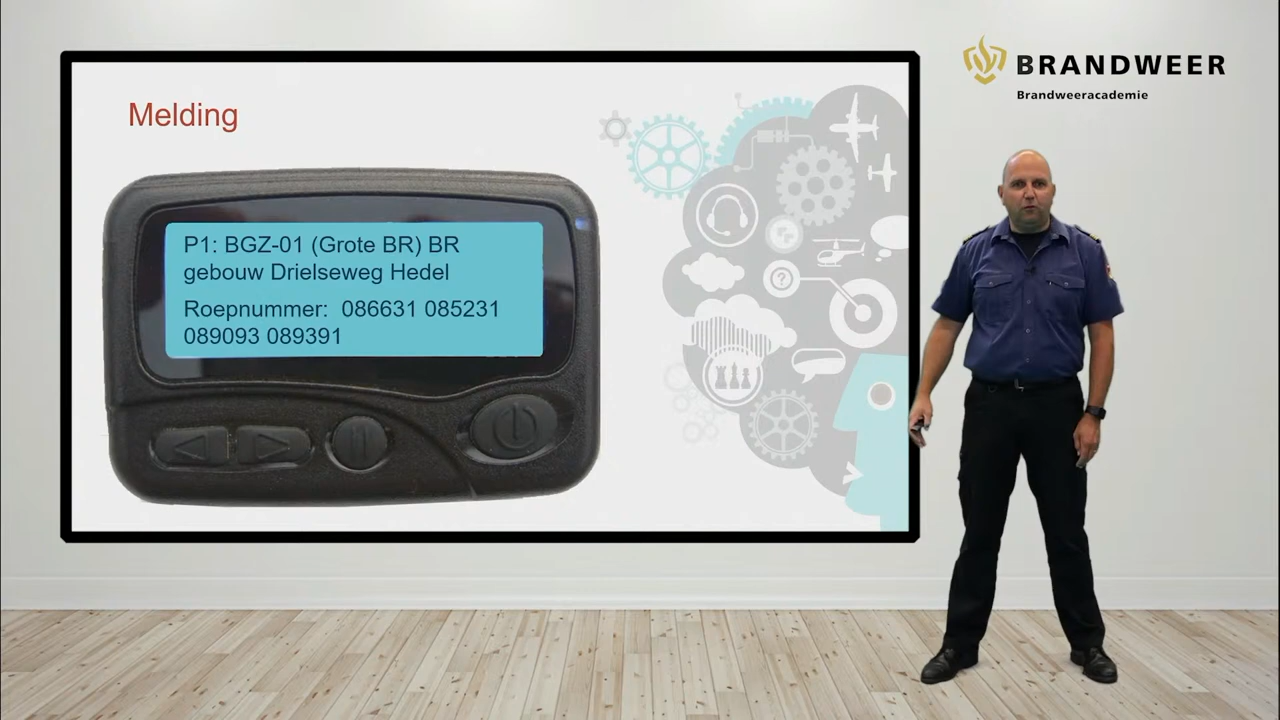 BRANDWEER
Brandweeracademie
Melding
P1: BGZ-01 (Grote BR) BR
gebouw Drielseweg Hedel
Roepnummer: 086631 085231
089093 089391
?